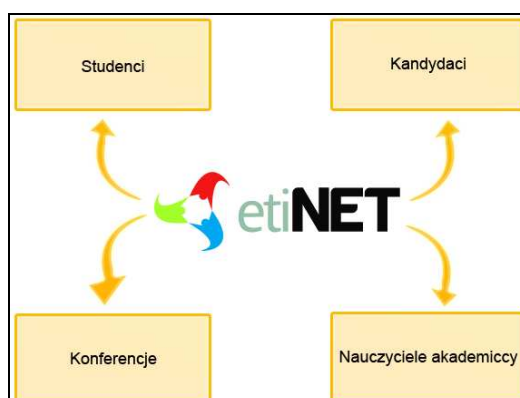 Studenci
Kandydaci
etiNET
Konferencje
Nauczyciele akademiccy